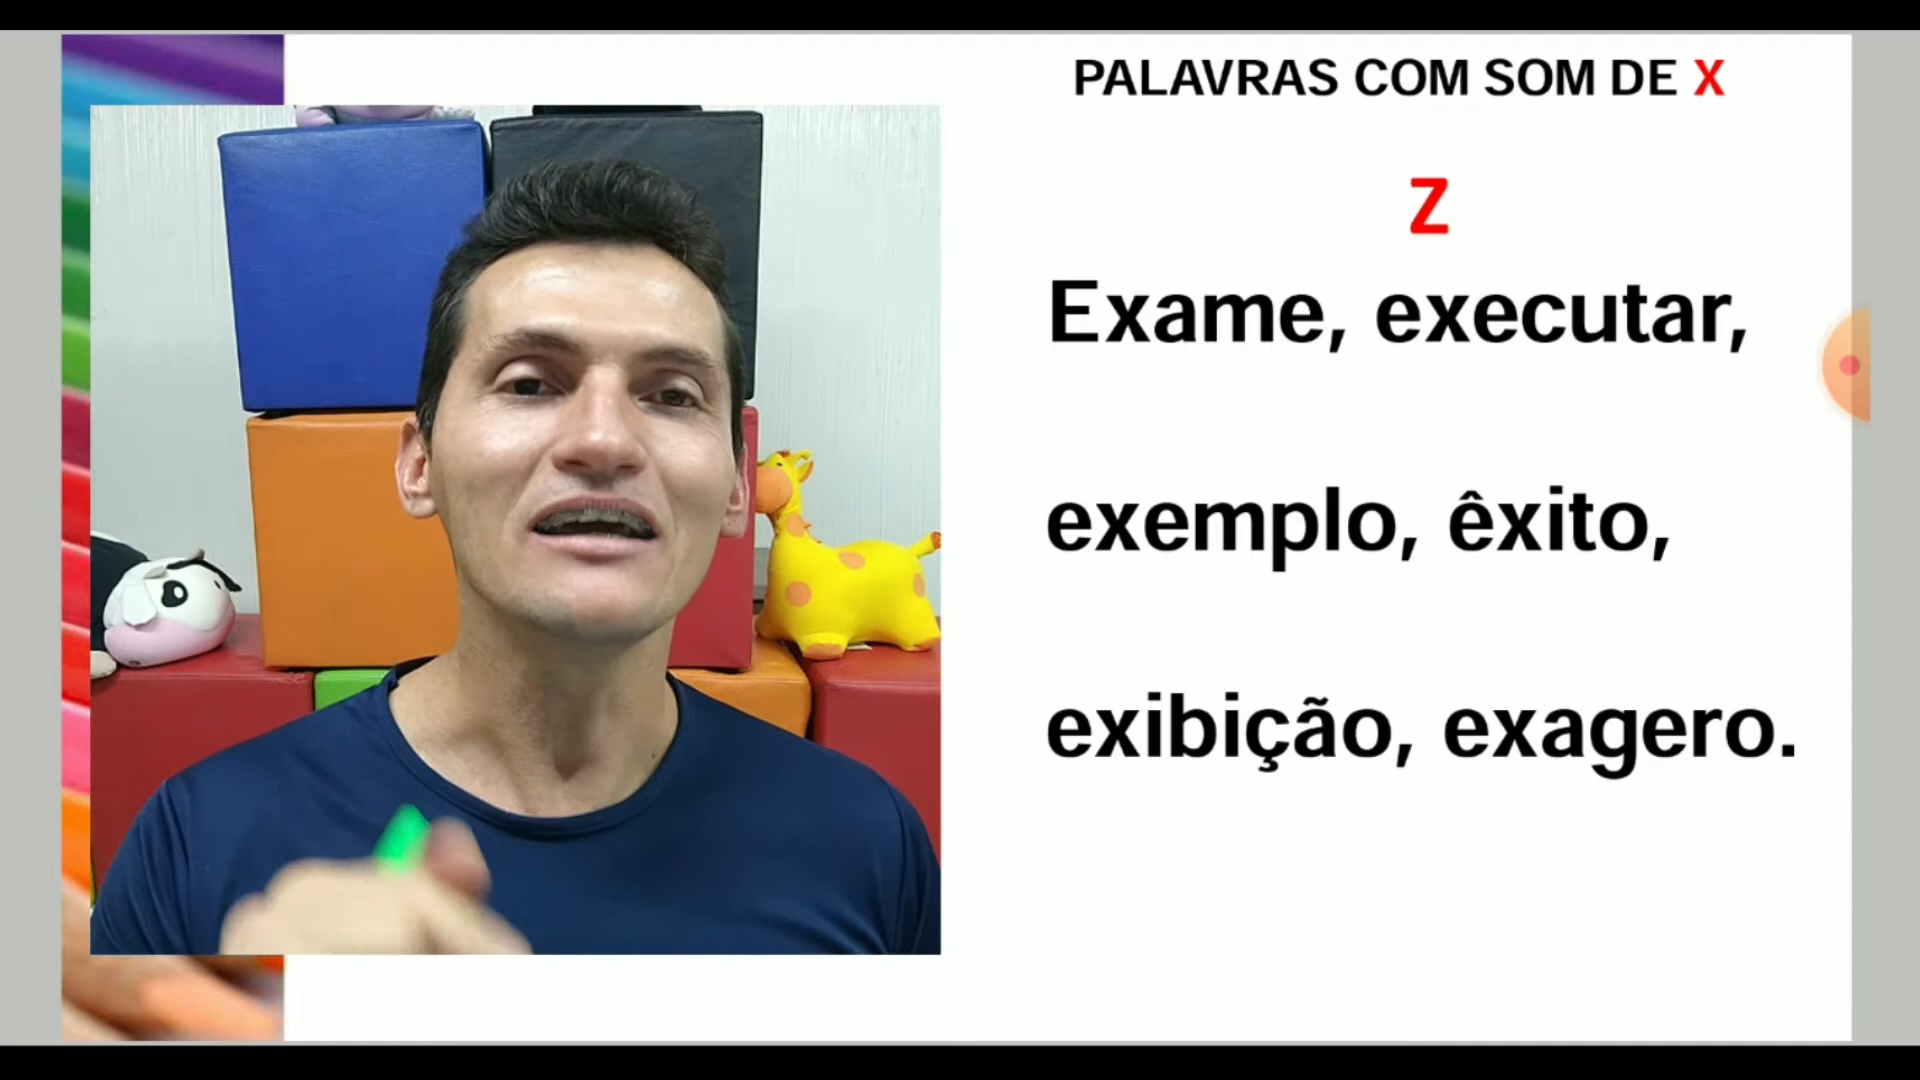 PALAVRAS COM SOM DE X
Z
Exame, executar,
exemplo, êxito,
exibição, exagero.